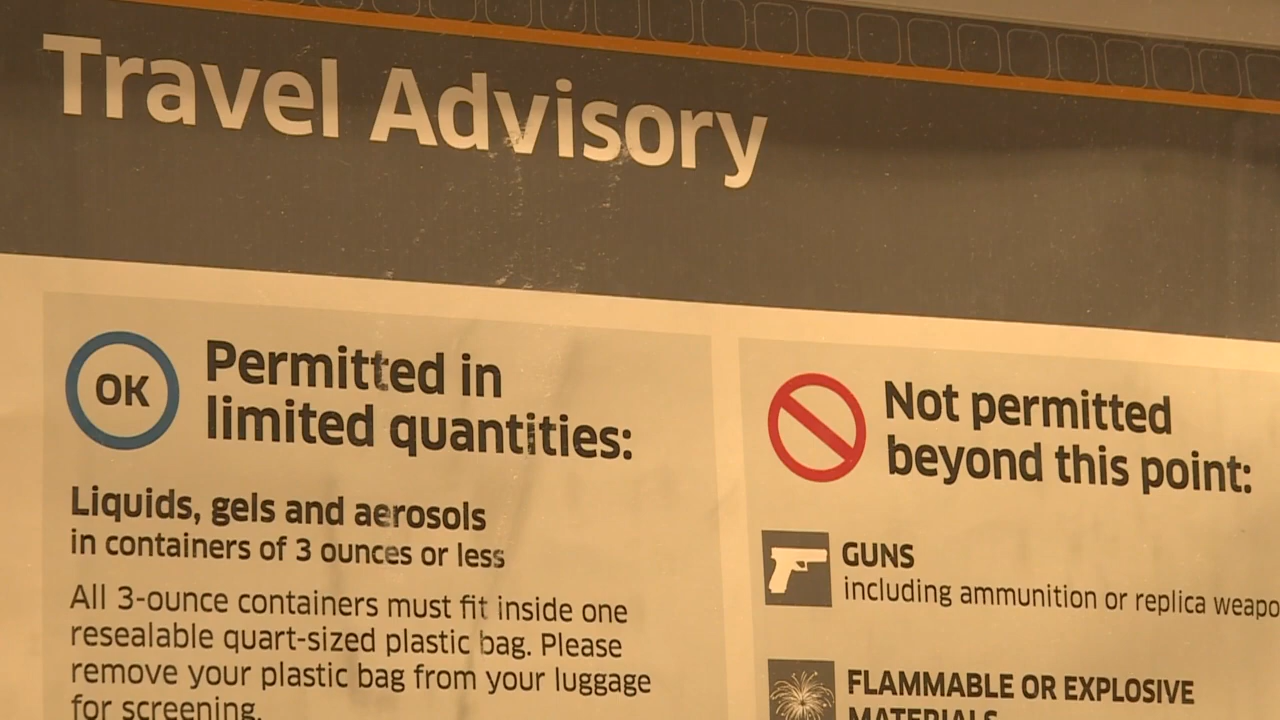 Travel Advisory
OK
Permitted in
limited quantities:
Liquids, gels and aerosols
in containers of 3 ounces or less
All 3-ounce containers must fit inside one
resealable quart-sized plastic bag. Please
remove your plastic bag from your luggage
for screening.
Not permitted
beyond this point:
GUNS
including ammunition or replica weapo
FLAMMABLE OR EXPLOSIVE
MATERIALS